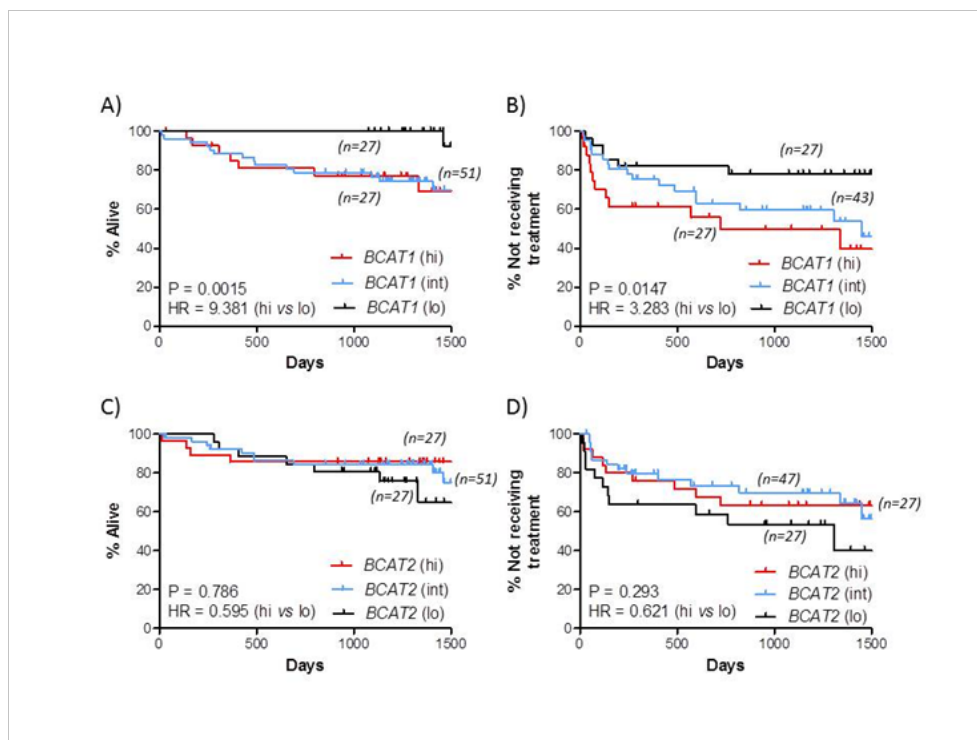 A)
100
80
60
40
20
0
% Alive
(n=27)
(n=51)
(n=27)
BCAT1 (hi)
BCAT1 (int)
BCAT1 (lo)
P = 0.0015
HR = 9.381 (hi vs lo)
0 500 1000 1500
Days
B)
100
80
60
40
20
0
% Not receiving
treatment
(n=27)
(n=43)
(n=27)
BCAT1 (hi)
BCAT1 (int)
BCAT1 (lo)
P = 0.0147
HR = 3.283 (hi vs lo)
0 500 1000 1500
Days
C)
100
80
60
40
20
0
% Alive
(n=27)
(n=51)
(n=27)
BCAT2 (hi)
BCAT2 (int)
BCAT2 (lo)
P = 0.786
HR = 0.595 (hi vs lo)
0 500 1000 1500
Days
D)
100
80
60
40
20
0
% Not receiving
treatment
(n=47)
(n=27)
(n=27)
BCAT2 (hi)
BCAT2 (int)
BCAT2 (lo)
P = 0.293
HR = 0.621 (hi vs lo)
0 500 1000 1500
Days